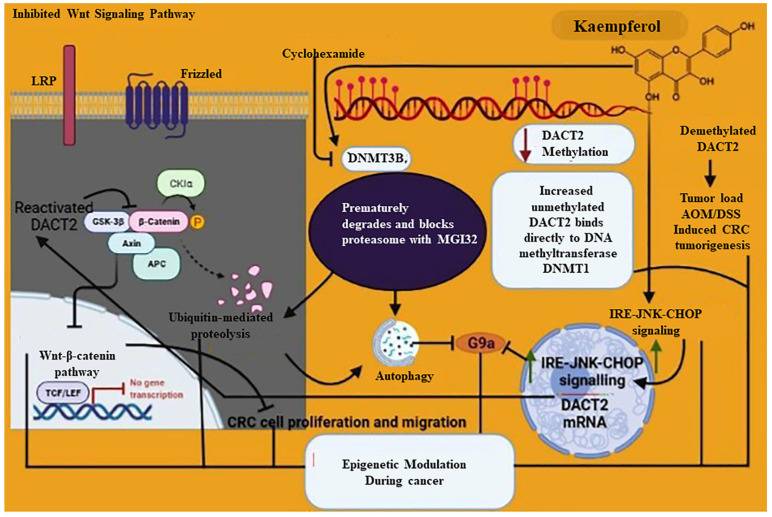 Inhibited Wnt Signaling Pathway
Kaempferol
OH
HO
O
OH
OH
O
Cyclohexamide
LRP
Frizzled
DNMT3B,
DACT2
Methylation
Demethylated
DACT2
CKIα
Reactivated
DACT2
GSK-3β
β-Catenin
P
Axin
APC
Prematurely
degrades and blocks
proteasome with MGI32
Increased
unmethylated
DACT2 binds
directly to DNA
methyltransferase
DNMT1
Tumor load
AOM/DSS
Induced CRC
tumorigenesis
Ubiquitin-mediated
proteolysis
IRE-JNK-CHOP
signaling
Wnt-β-catenin
pathway
Autophagy
G9a
IRE-JNK-CHOP
signalling
DACT2
mRNA
TCF/LEF
No gene
transcription
CRC cell proliferation and migration
Epigenetic Modulation
During cancer